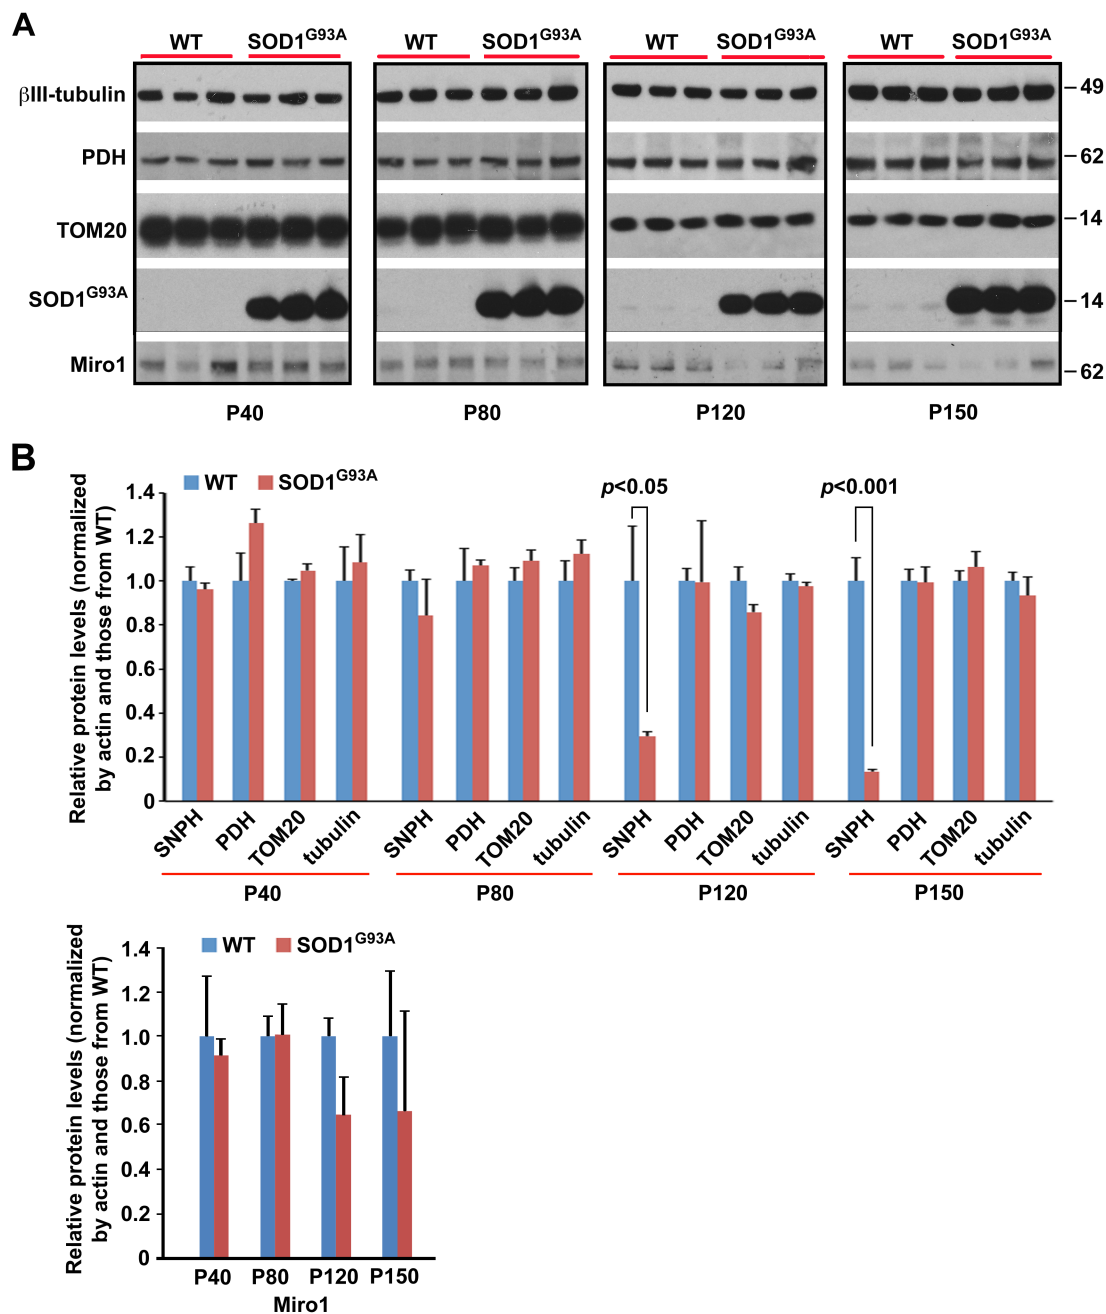 A
WT SOD1G93A WT SOD1G93A WT SOD1G93A WT SOD1G93A
βIII-tubulin –49
PDH –62
TOM20 –14
SOD1G93A –14
Miro1 –62
P40 P80 P120 P150
B
WT SOD1G93A
p<0.05 p<0.001
Relative protein levels (normalized
by actin and those from WT)
1.4
1.2
1.0
0.8
0.6
0.4
0.2
0
SNPH PDH TOM20 tubulin SNPH PDH TOM20 tubulin SNPH PDH TOM20 tubulin SNPH PDH TOM20 tubulin
P40 P80 P120 P150
WT SOD1G93A
Relative protein levels (normalized
by actin and those from WT)
1.4
1.2
1.0
0.8
0.6
0.4
0.2
0
P40 P80 P120 P150
Miro1